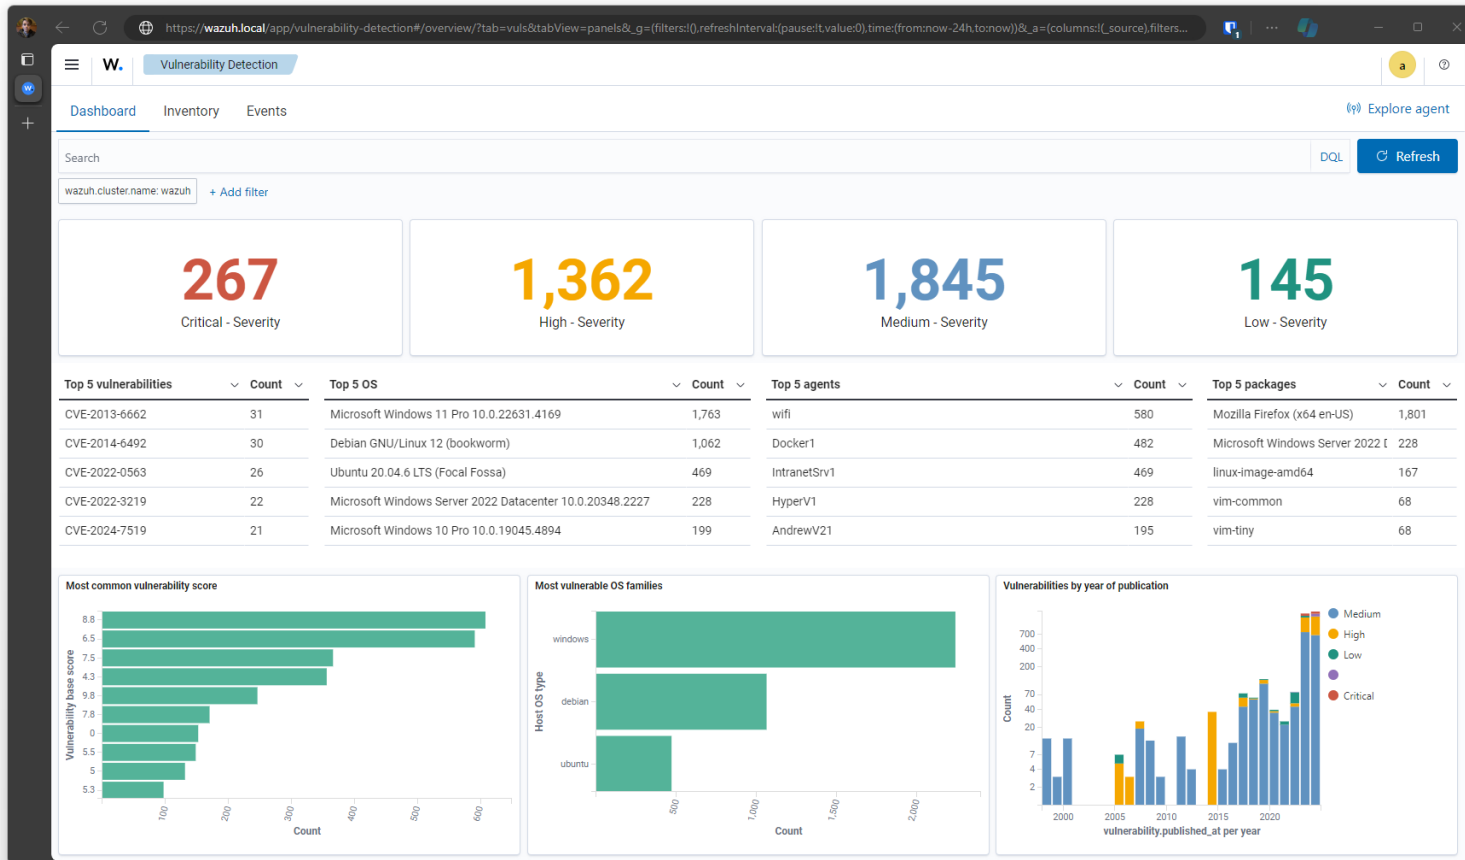 https://wazuh.local/app/vulnerability-detection#/overview/?tab=vuls&tabView=panels&_g=(filters:!(),refreshInterval:(pause:!t,value:0),time:(from:now-24h,to:now))&_a=(columns:!(_source),filters...
1
W.
Vulnerability Detection
a
W
Dashboard
Inventory
Events
Explore agent
Search
DQL
Refresh
wazuh.cluster.name: wazuh
+ Add filter
267
Critical - Severity
1,362
High - Severity
1,845
Medium - Severity
145
Low - Severity
Top 5 vulnerabilities Count
CVE-2013-6662 31
CVE-2014-6492 30
CVE-2022-0563 26
CVE-2022-3219 22
CVE-2024-7519 21
Top 5 OS Count
Microsoft Windows 11 Pro 10.0.22631.4169 1,763
Debian GNU/Linux 12 (bookworm) 1,062
Ubuntu 20.04.6 LTS (Focal Fossa) 469
Microsoft Windows Server 2022 Datacenter 10.0.20348.2227 228
Microsoft Windows 10 Pro 10.0.19045.4894 199
Top 5 agents Count
wifi 580
Docker1 482
IntranetSrv1 469
HyperV1 228
AndrewV21 195
Top 5 packages Count
Mozilla Firefox (x64 en-US) 1,801
Microsoft Windows Server 2022 228
linux-image-amd64 167
vim-common 68
vim-tiny 68
Most common vulnerability score
Vulnerability base score
8.8
6.5
7.5
4.3
9.8
7.8
0
5.5
5
5.3
100 200 300 400 500 600
Count
Most vulnerable OS families
Host OS type
windows
debian
ubuntu
500 1,000 1,500 2,000
Count
Vulnerabilities by year of publication
Count
700
400
200
70
40
20
7
4
2
2000 2005 2010 2015 2020
vulnerability.published_at per year
Medium
High
Low
Critical